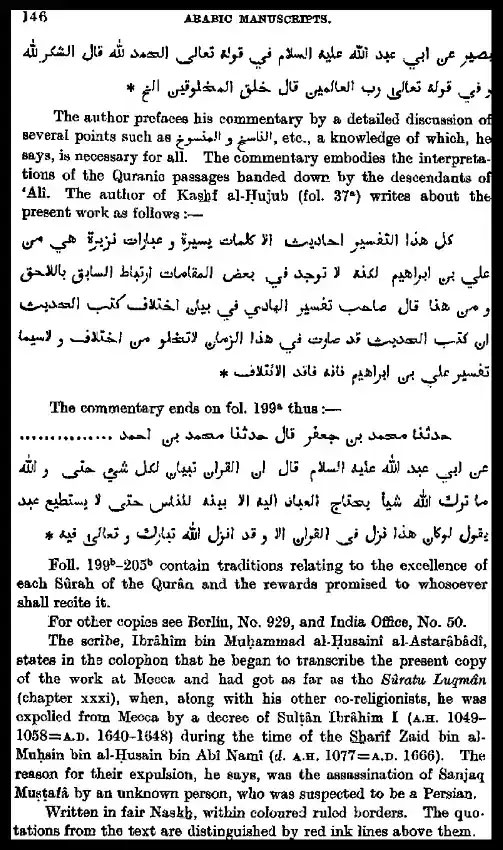 146 ARABIC MANUSCRIPTS.
بصير عن ابي عبد الله عليه السلام في قوله تعالى الحمد لله قال الشكر لله
و في قوله تعالى رب العالمين قال خلق المخلوقين الخ *
The author prefaces his commentary by a detailed discussion of
several points such as الناسخ و المنسوخ, etc., a knowledge of which, he
says, is necessary for all. The commentary embodies the interpreta-
tions of the Quranic passages handed down by the descendants of
‘Ali. The author of Kashf al-Ḥujub (fol. 37ᵃ) writes about the
present work as follows :—
كل هذا التفسير احاديث الا كلمات يسيرة و عبارات نزيرة هي من
علي بن ابراهيم لكنه لا توجد في بعض المقامات ارتباط السابق باللاحق
و من هذا قال صاحب تفسير الهادي في بيان اختلاف كتب الحديث
ان كتب الحديث قد صارت في هذا الزمان لاتخلو من اختلاف و لاسيما
تفسير علي بن ابراهيم فانه فاقد الائتلاف *
The commentary ends on fol. 199ᵃ thus :—
حدثنا محمد بن جعفر قال حدثنا محمد بن احمد ................
عن ابي عبد الله عليه السلام قال ان القران تبيان لكل شي حتى و الله
ما ترك الله شيأ يحتاج العباد اليه الا بينه للناس حتى لا يستطيع عبد
يقول لوكان هذا نزل في القران الا و قد انزل الله تبارك و تعالى فيه *
Foll. 199ᵇ–205ᵇ contain traditions relating to the excellence of
each Sûrah of the Qurân and the rewards promised to whosoever
shall recite it.
For other copies see Berlin, No. 929, and India Office, No. 50.
The scribe, Ibrâhîm bin Muḥammad al-Ḥusainî al-Astarâbâdî,
states in the colophon that he began to transcribe the present copy
of the work at Mecca and had got as far as the Sûratu Luqmân
(chapter xxxi), when, along with his other co-religionists, he was
expelled from Mecca by a decree of Sulṭân Ibrâhîm I (A.H. 1049–
1058=A.D. 1640–1648) during the time of the Sharîf Zaid bin al-
Muḥsin bin al-Ḥusain bin Abî Namî (d. A.H. 1077=A.D. 1666). The
reason for their expulsion, he says, was the assassination of Sanjaq
Muṣṭafâ by an unknown person, who was suspected to be a Persian.
Written in fair Naskh, within coloured ruled borders. The quo-
tations from the text are distinguished by red ink lines above them.